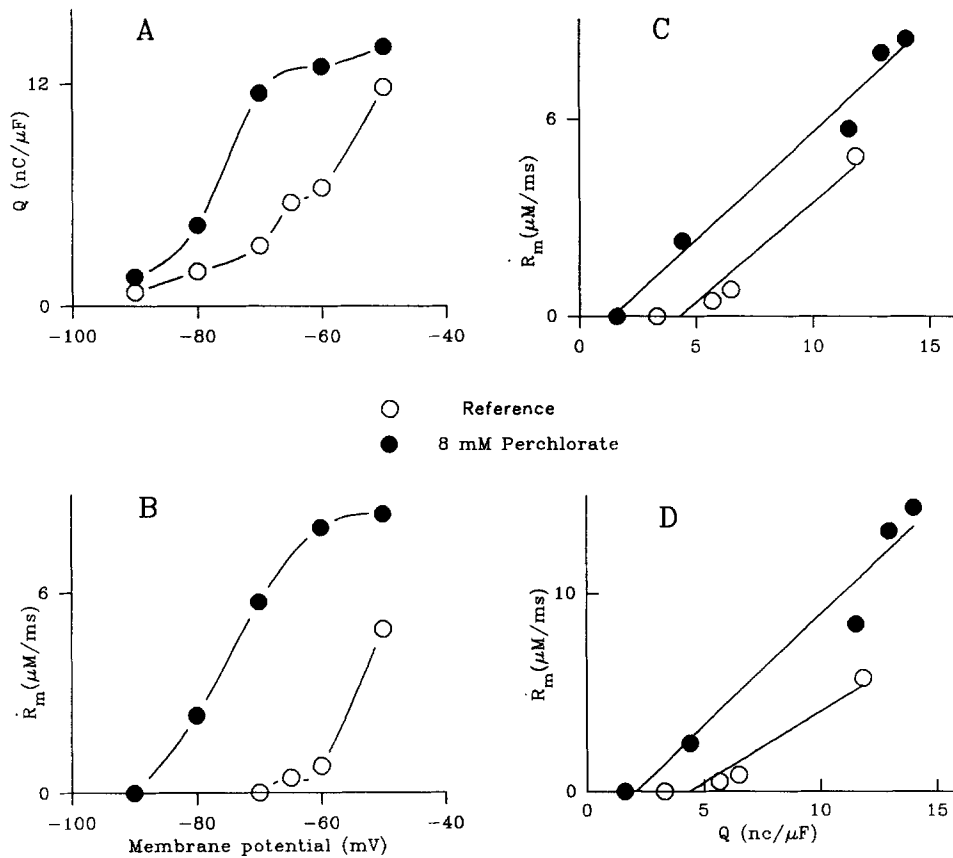 A
Q (nC/μF)
12
0
−100
−80
−60
−40
C
Ṙm(μM/ms)
6
0
0
5
10
15
Reference
8 mM Perchlorate
B
Ṙm(μM/ms)
6
0
−100
−80
−60
−40
Membrane potential (mV)
D
Ṙm(μM/ms)
10
0
0
5
10
15
Q (nc/μF)